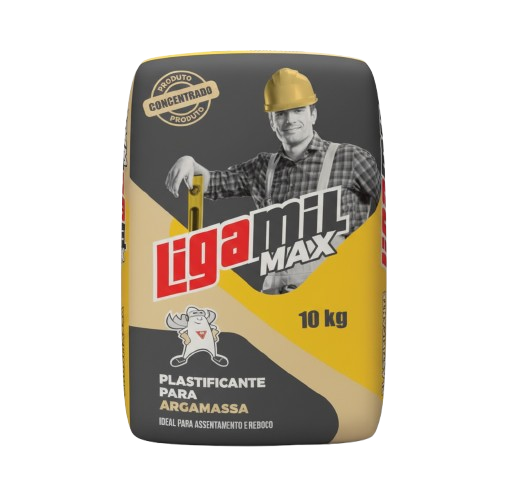 PRODUTO
CONCENTRADO
PRODUTO
Ligamil
MAX
10 kg
PLASTIFICANTE
PARA
ARGAMASSA
IDEAL PARA ASSENTAMENTO E REBOCO